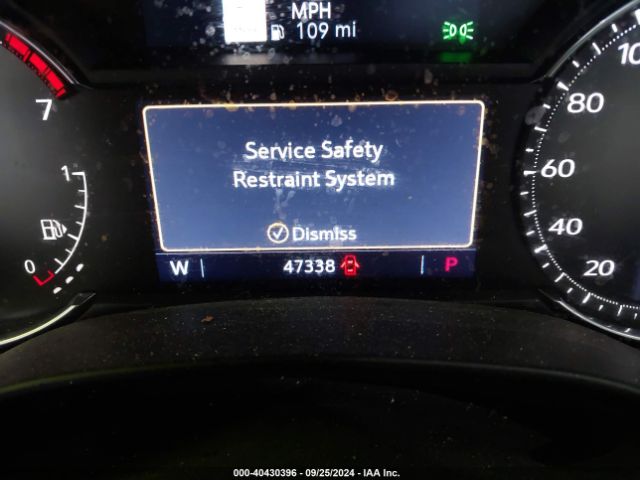 MPH
109 mi
7
1
0
Service Safety
Restraint System
Dismiss
W
47338
P
80
60
40
20
000-40430396 - 09/25/2024 - IAA Inc.